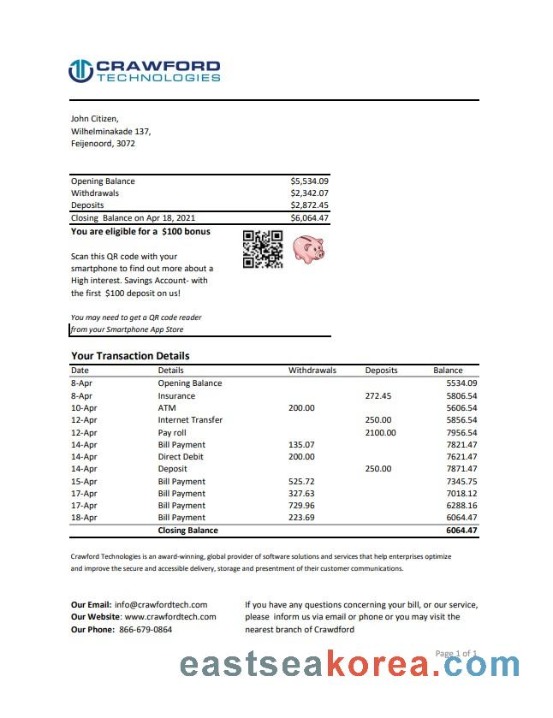 CRAWFORD
TECHNOLOGIES
John Citizen,
Wilhelminakade 137,
Feijenoord, 3072
Opening Balance $5,534.09
Withdrawals $2,342.07
Deposits $2,872.45
Closing Balance on Apr 18, 2021 $6,064.47
You are eligible for a $100 bonus
Scan this QR code with your
smartphone to find out more about a
High interest. Savings Account- with
the first $100 deposit on us!
You may need to get a QR code reader
from your Smartphone App Store
Your Transaction Details
Date Details Withdrawals Deposits Balance
8-Apr Opening Balance 5534.09
8-Apr Insurance 272.45 5806.54
10-Apr ATM 200.00 5606.54
12-Apr Internet Transfer 250.00 5856.54
12-Apr Pay roll 2100.00 7956.54
14-Apr Bill Payment 135.07 7821.47
14-Apr Direct Debit 200.00 7621.47
14-Apr Deposit 250.00 7871.47
15-Apr Bill Payment 525.72 7345.75
17-Apr Bill Payment 327.63 7018.12
17-Apr Bill Payment 729.96 6288.16
18-Apr Bill Payment 223.69 6064.47
Closing Balance 6064.47
Crawford Technologies is an award-winning, global provider of software solutions and services that help enterprises optimize
and improve the secure and accessible delivery, storage and presentment of their customer communications.
Our Email: info@crawfordtech.com If you have any questions concerning your bill, or our service,
Our Website: www.crawfordtech.com please inform us via email or phone or you may visit the
Our Phone: 866-679-0864 nearest branch of Crawdford
Page 1 of 1
eastseakorea.com